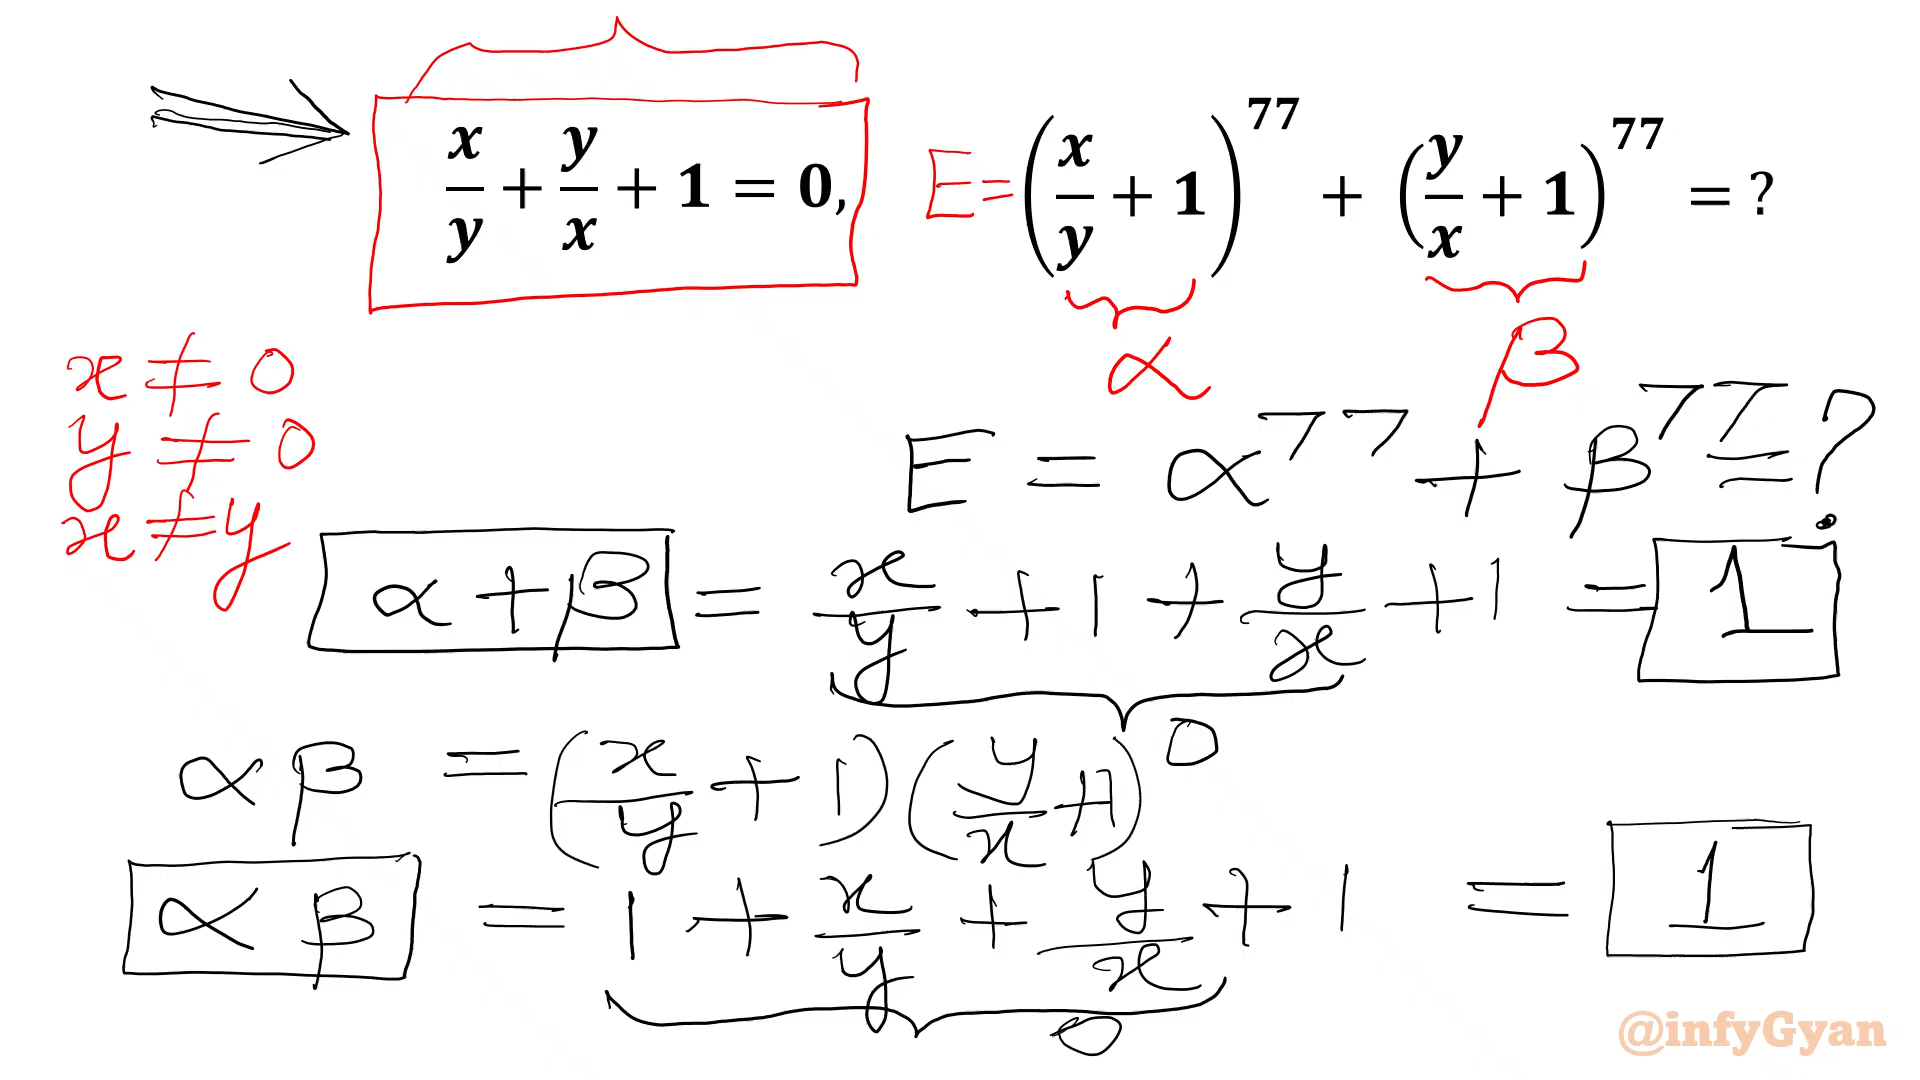 x/y + y/x + 1 = 0, E = (x/y + 1)^77 + (y/x + 1)^77 = ?
α β
x ≠ 0
y ≠ 0
x ≠ y
E = α^77 + β^77 = ?
α + β = x/y + 1 + y/x + 1 = 1
0
αβ = (x/y + 1)(y/x + 1)
αβ = 1 + x/y + y/x + 1 = 1
0
@infyGyan